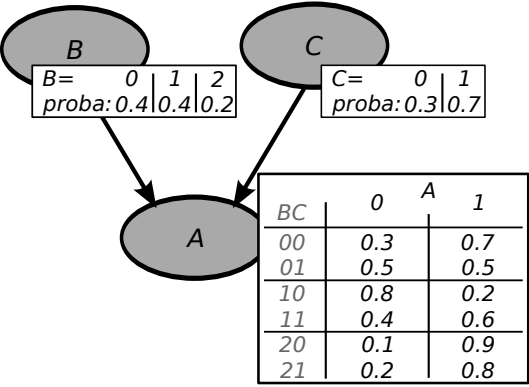 B
C
B= 0 1 2
proba: 0.4 0.4 0.2
C= 0 1
proba: 0.3 0.7
A
A
BC 0 1
00 0.3 0.7
01 0.5 0.5
10 0.8 0.2
11 0.4 0.6
20 0.1 0.9
21 0.2 0.8